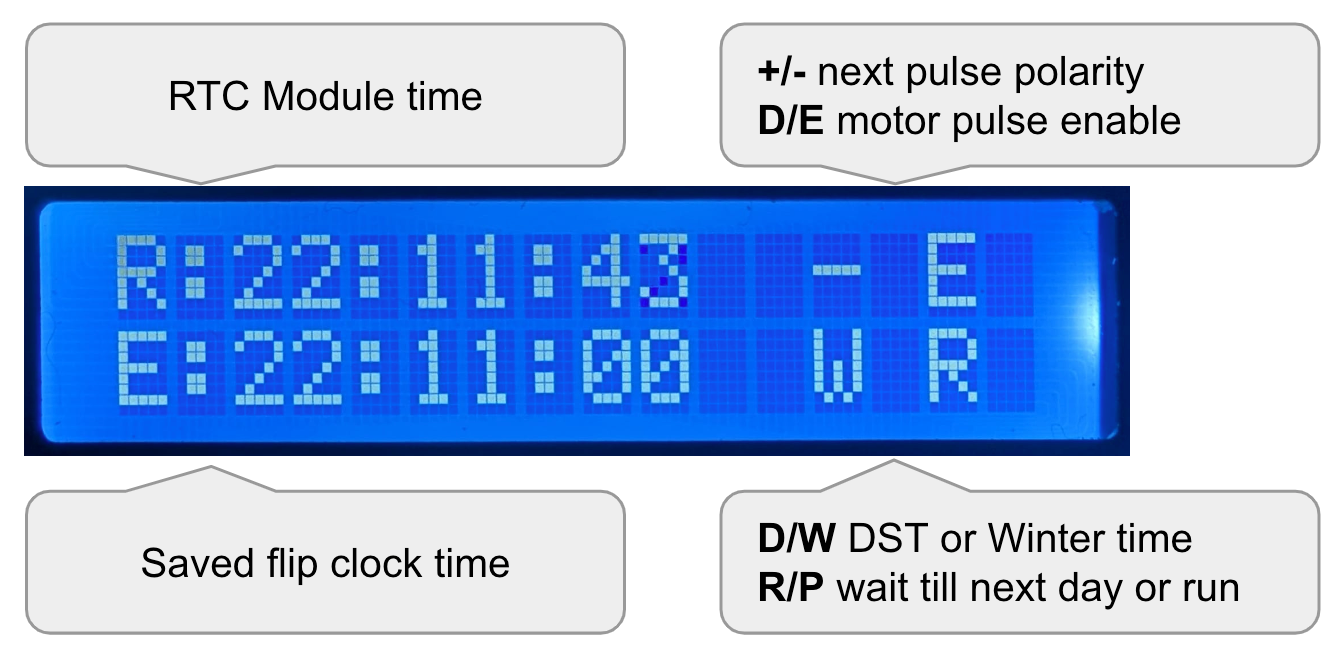 RTC Module time
+/- next pulse polarity
D/E motor pulse enable
R:22:11:43 - E
E:22:11:00 W R
Saved flip clock time
D/W DST or Winter time
R/P wait till next day or run